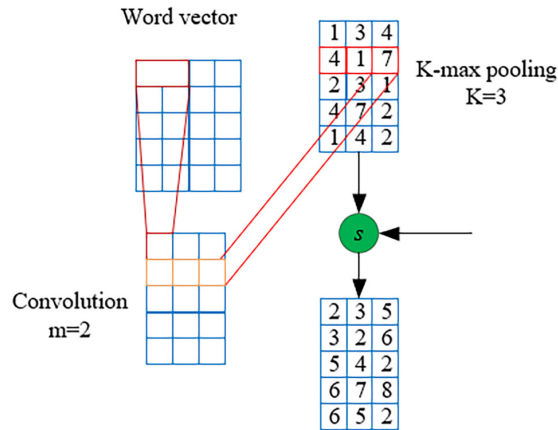 Word vector
1 3 4
4 1 7
2 3 1
4 7 2
1 4 2
K-max pooling
K=3
s
Convolution
m=2
2 3 5
3 2 6
5 4 2
6 7 8
6 5 2